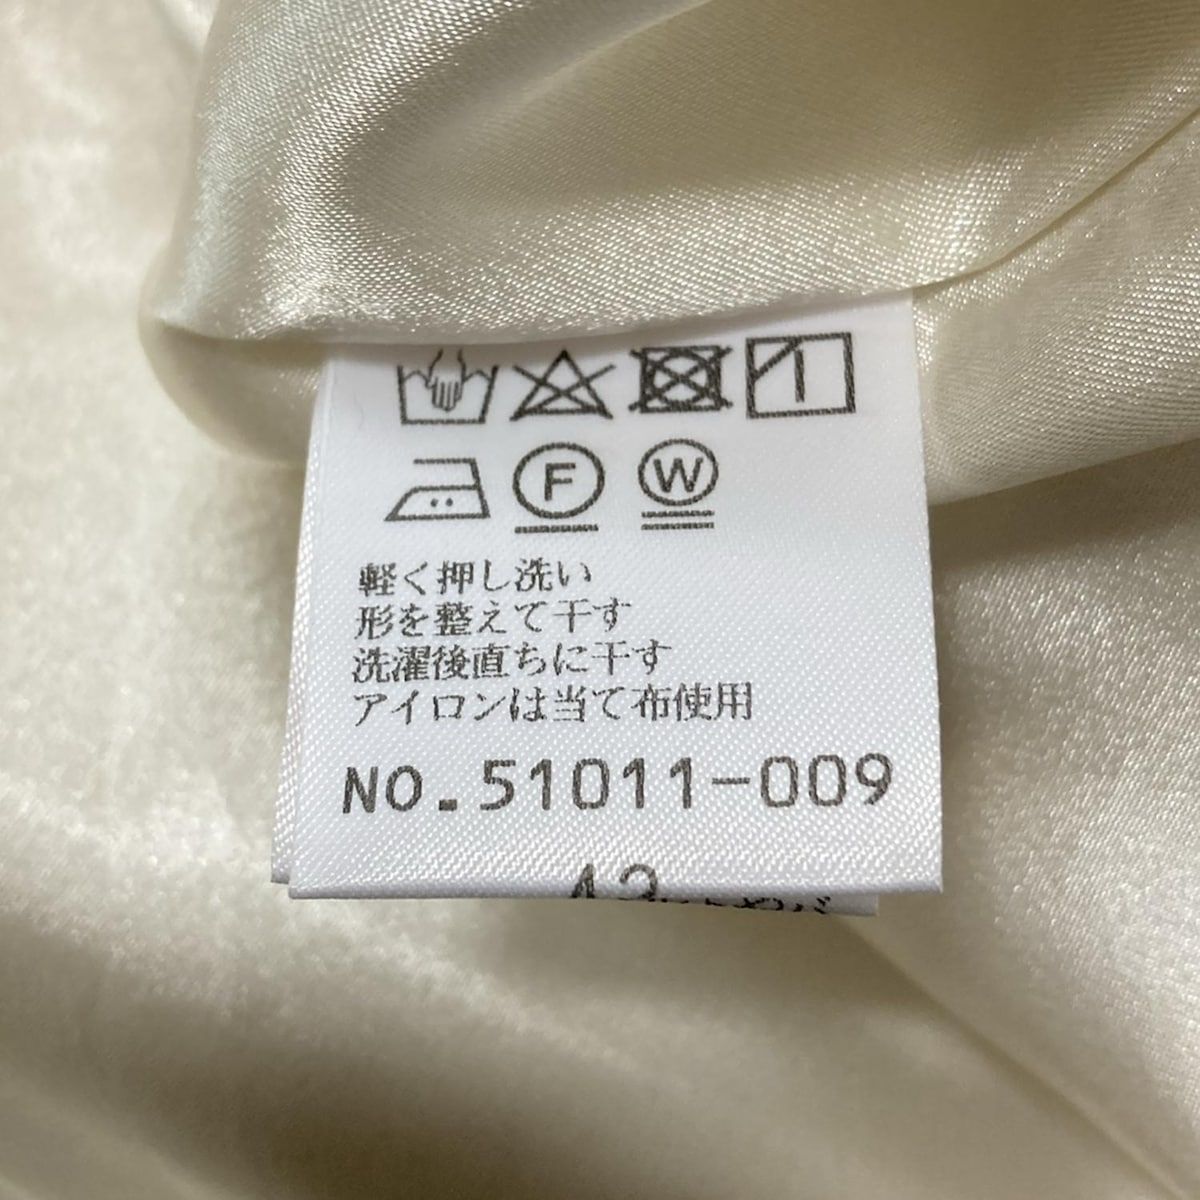 F W
軽く押し洗い
形を整えて干す
洗濯後直ちに干す
アイロンは当て布使用
NO.51011-009